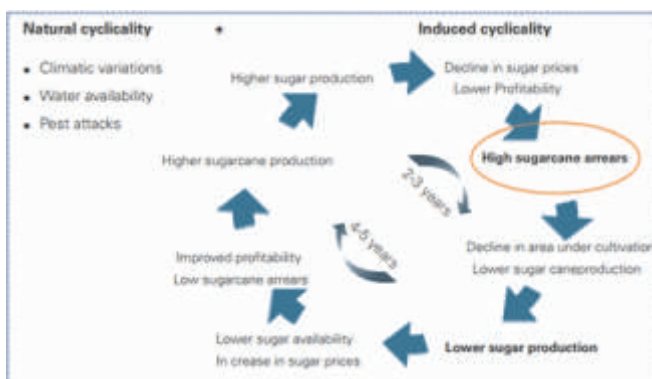 Natural cyclicality + Induced cyclicality
• Climatic variations
• Water availability
• Pest attacks
Higher sugar production
Decline in sugar prices
Lower Profitability
High sugarcane arrears
Decline in area under cultivation
Lower sugar caneproduction
Lower sugar production
Lower sugar availability
In crease in sugar prices
Improved profitability
Low sugarcane arrears
Higher sugarcane production
2-3 years
4-5 years